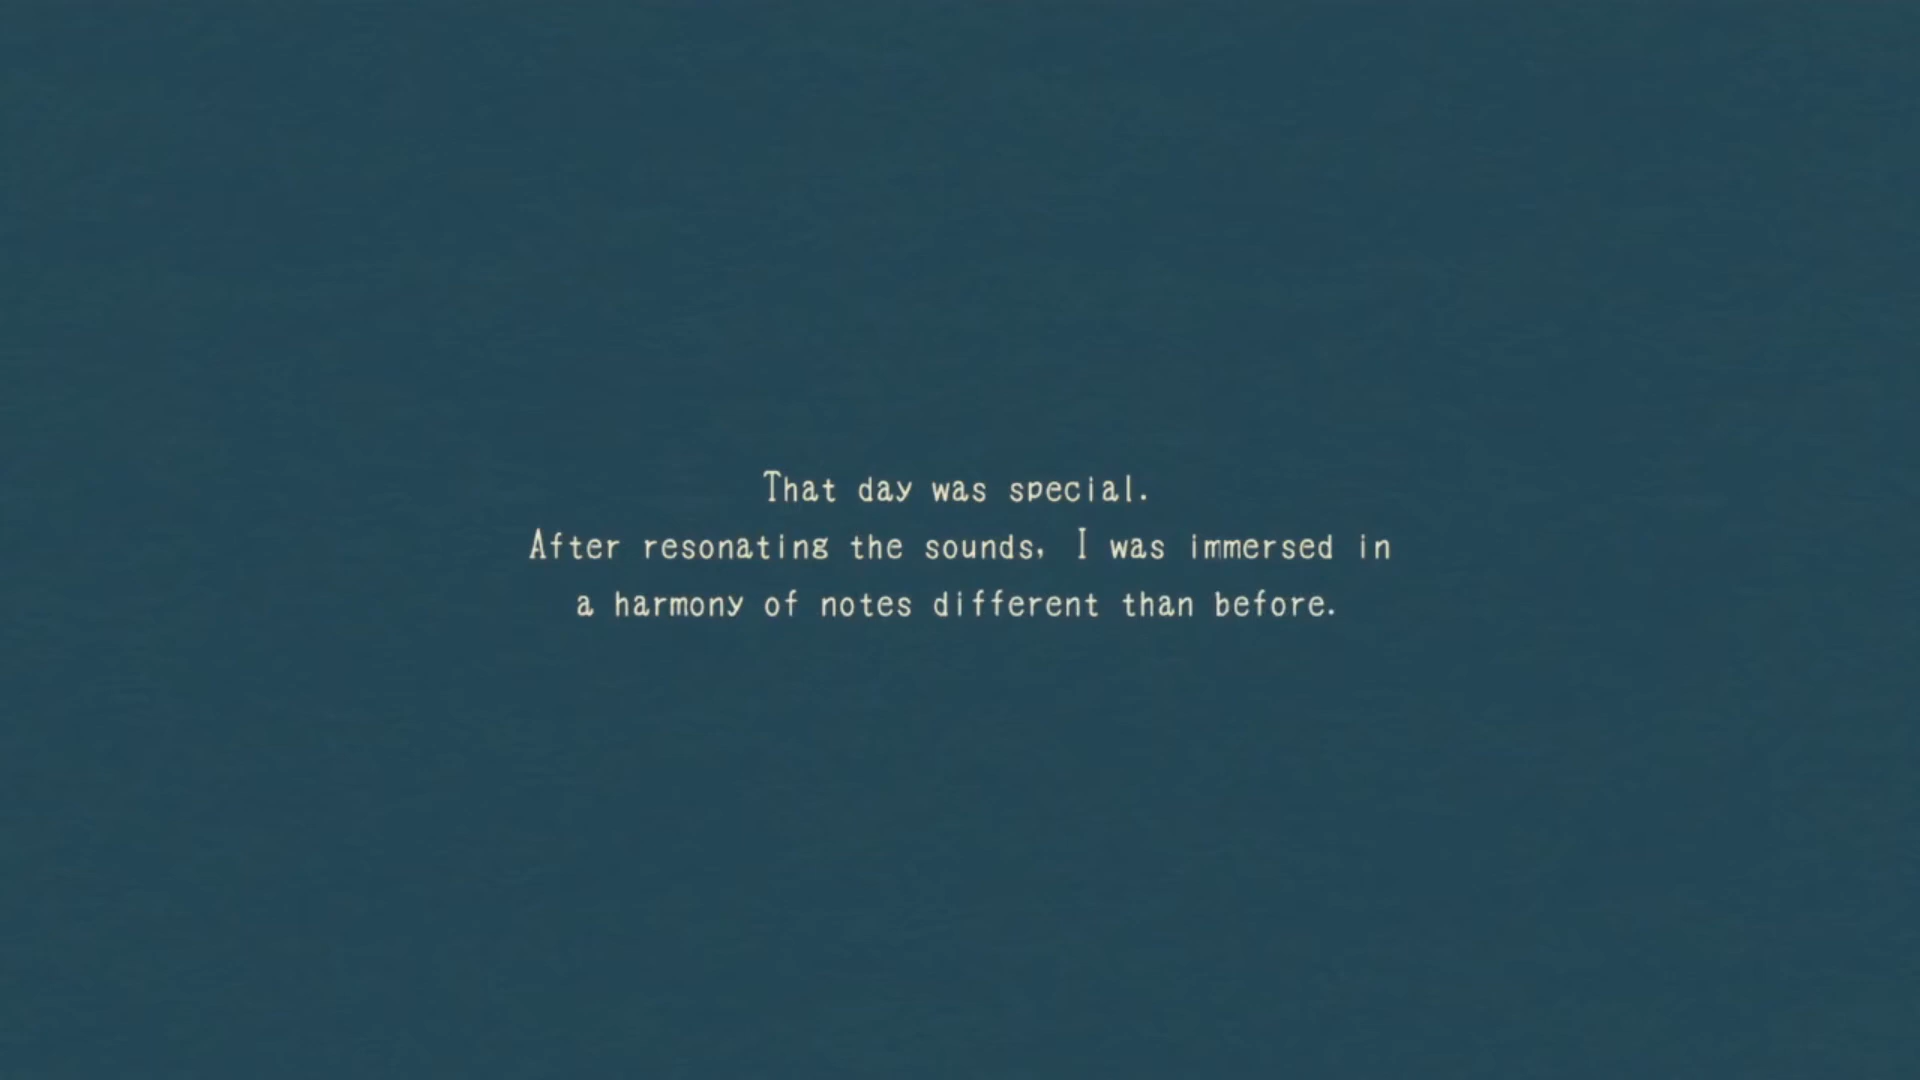 That day was special.
After resonating the sounds, I was immersed in
a harmony of notes different than before.